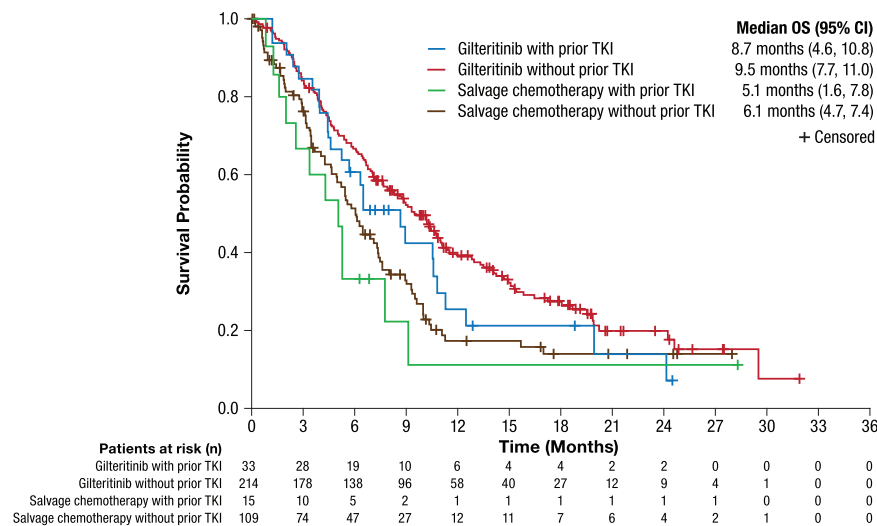 Median OS (95% CI)
Gilteritinib with prior TKI 8.7 months (4.6, 10.8)
Gilteritinib without prior TKI 9.5 months (7.7, 11.0)
Salvage chemotherapy with prior TKI 5.1 months (1.6, 7.8)
Salvage chemotherapy without prior TKI 6.1 months (4.7, 7.4)
+ Censored
Survival Probability
1.0
0.8
0.6
0.4
0.2
0.0
0 3 6 9 12 15 18 21 24 27 30 33 36
Time (Months)
Patients at risk (n)
Gilteritinib with prior TKI 33 28 19 10 6 4 4 2 2 0 0 0 0
Gilteritinib without prior TKI 214 178 138 96 58 40 27 12 9 4 1 0 0
Salvage chemotherapy with prior TKI 15 10 5 2 1 1 1 1 1 1 0 0 0
Salvage chemotherapy without prior TKI 109 74 47 27 12 11 7 6 4 2 1 0 0